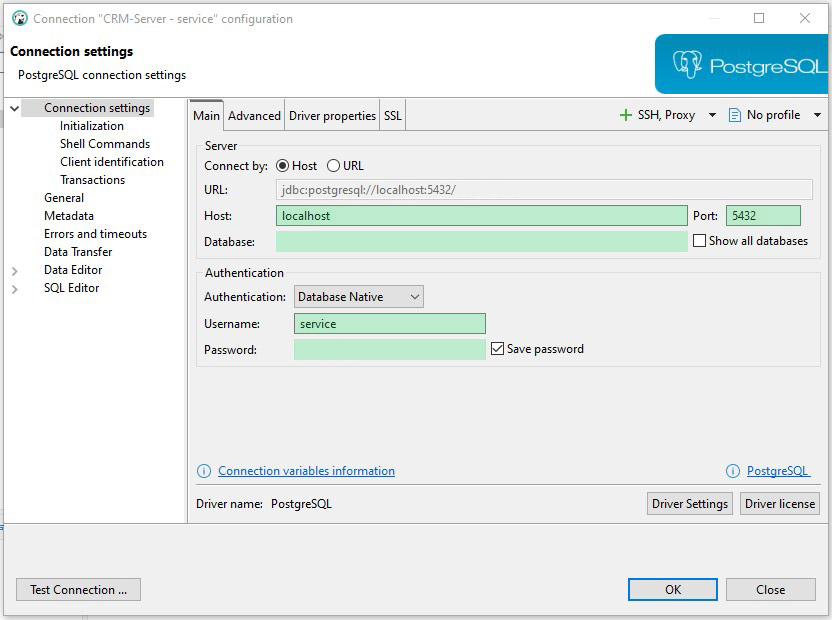 Connection "CRM-Server - service" configuration
Connection settings
PostgreSQL connection settings
PostgreSQL
Connection settings
Initialization
Shell Commands
Client identification
Transactions
General
Metadata
Errors and timeouts
Data Transfer
Data Editor
SQL Editor
Main Advanced Driver properties SSL
SSH, Proxy No profile
Server
Connect by: Host URL
URL: jdbc:postgresql://localhost:5432/
Host: localhost Port: 5432
Database: Show all databases
Authentication
Authentication: Database Native
Username: service
Password: Save password
Connection variables information PostgreSQL
Driver name: PostgreSQL Driver Settings Driver license
Test Connection ... OK Close